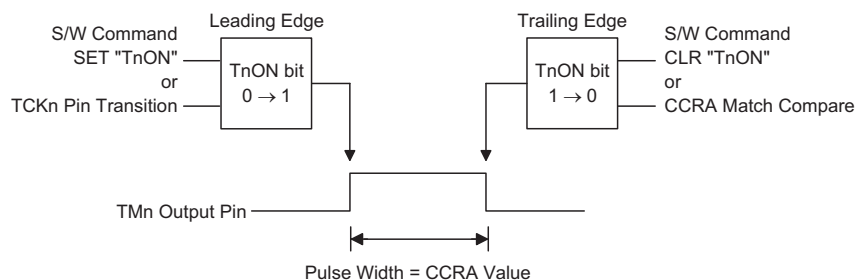 Leading Edge
S/W Command
SET "TnON"
or
TCKn Pin Transition
TnON bit
0 → 1
Trailing Edge
TnON bit
1 → 0
S/W Command
CLR "TnON"
or
CCRA Match Compare
TMn Output Pin
Pulse Width = CCRA Value